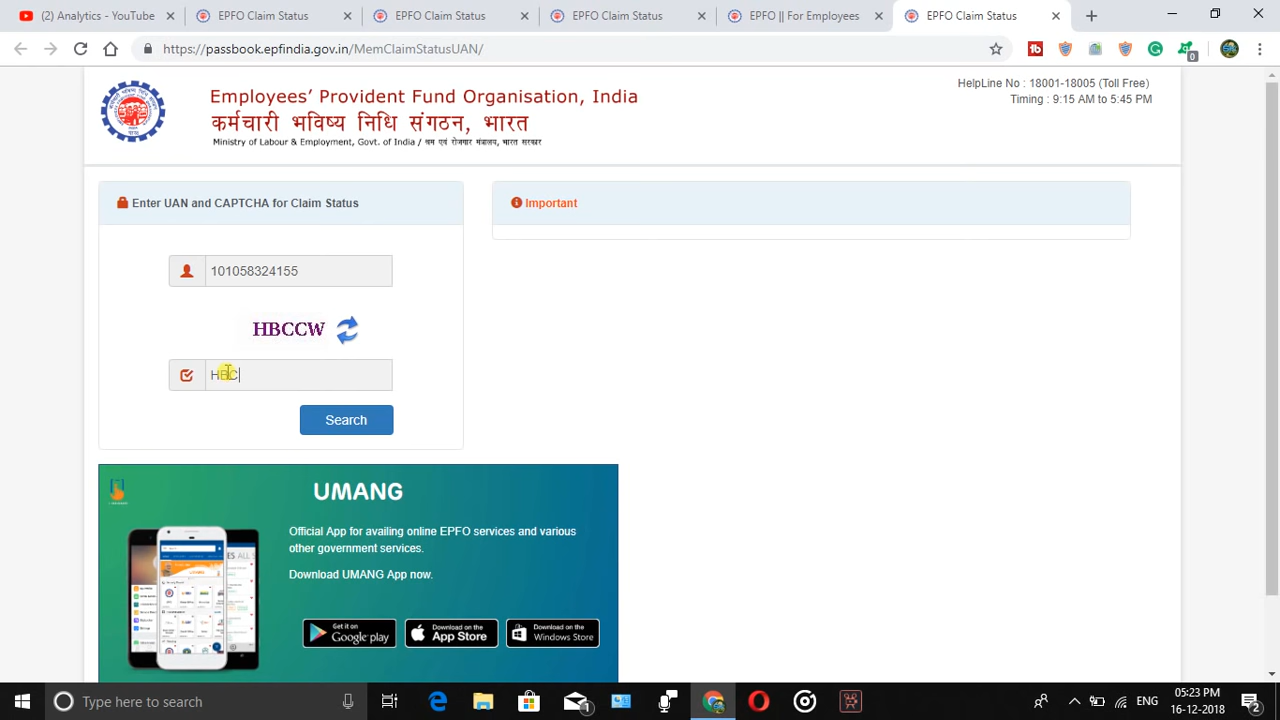 (2) Analytics - YouTube
EPFO Claim Status
EPFO Claim Status
EPFO Claim Status
EPFO || For Employees
EPFO Claim Status
https://passbook.epfindia.gov.in/MemClaimStatusUAN/
0
Employees' Provident Fund Organisation, India
कर्मचारी भविष्य निधि संगठन, भारत
Ministry of Labour & Employment, Govt. of India / श्रम एवं रोजगार मंत्रालय, भारत सरकार
HelpLine No : 18001-18005 (Toll Free)
Timing : 9:15 AM to 5:45 PM
Enter UAN and CAPTCHA for Claim Status
Important
101058324155
HBCCW
HBC
Search
UMANG
Official App for availing online EPFO services and various
other government services.
Download UMANG App now.
Get it on
Google play
Download on the
App Store
Download on the
Windows Store
Type here to search
1
ENG
05:23 PM
16-12-2018
2